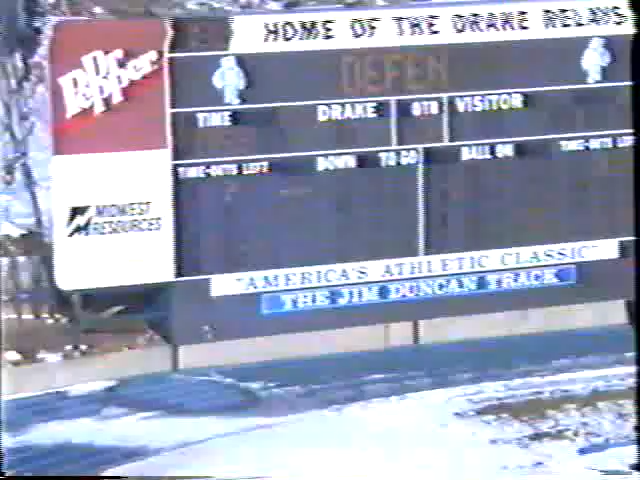 HOME OF THE DRAKE RELAYS
Dr Pepper
DEFEN
TIME DRAKE QTR VISITOR
TIME-OUTS LEFT DOWN TO GO BALL ON TIME-OUTS LEFT
MIDWEST
RESOURCES
"AMERICA'S ATHLETIC CLASSIC"
THE JIM DUNCAN TRACK